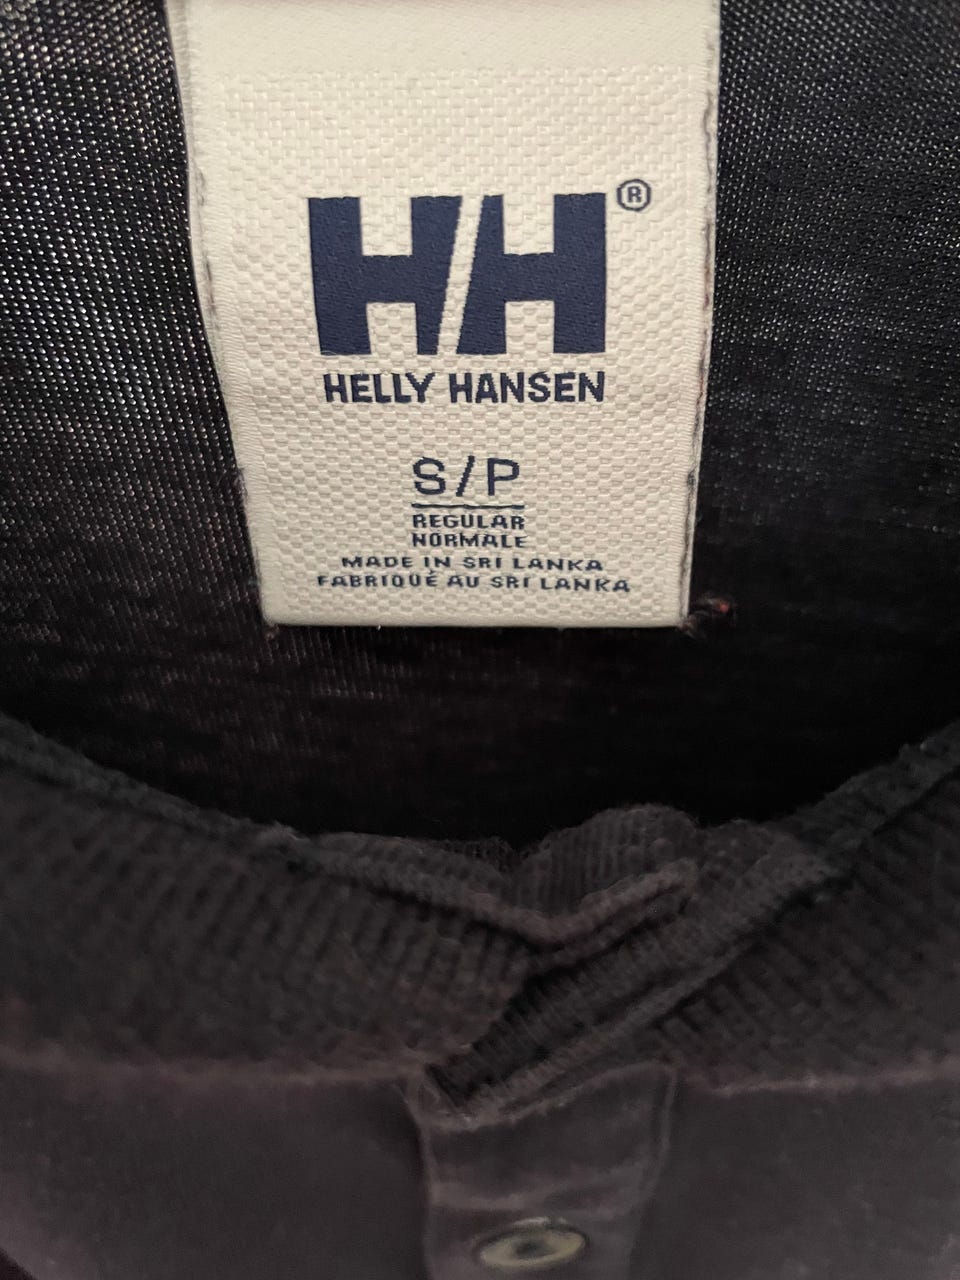 HH®
HELLY HANSEN
S/P
REGULAR
NORMALE
MADE IN SRI LANKA
FABRIQUÉ AU SRI LANKA